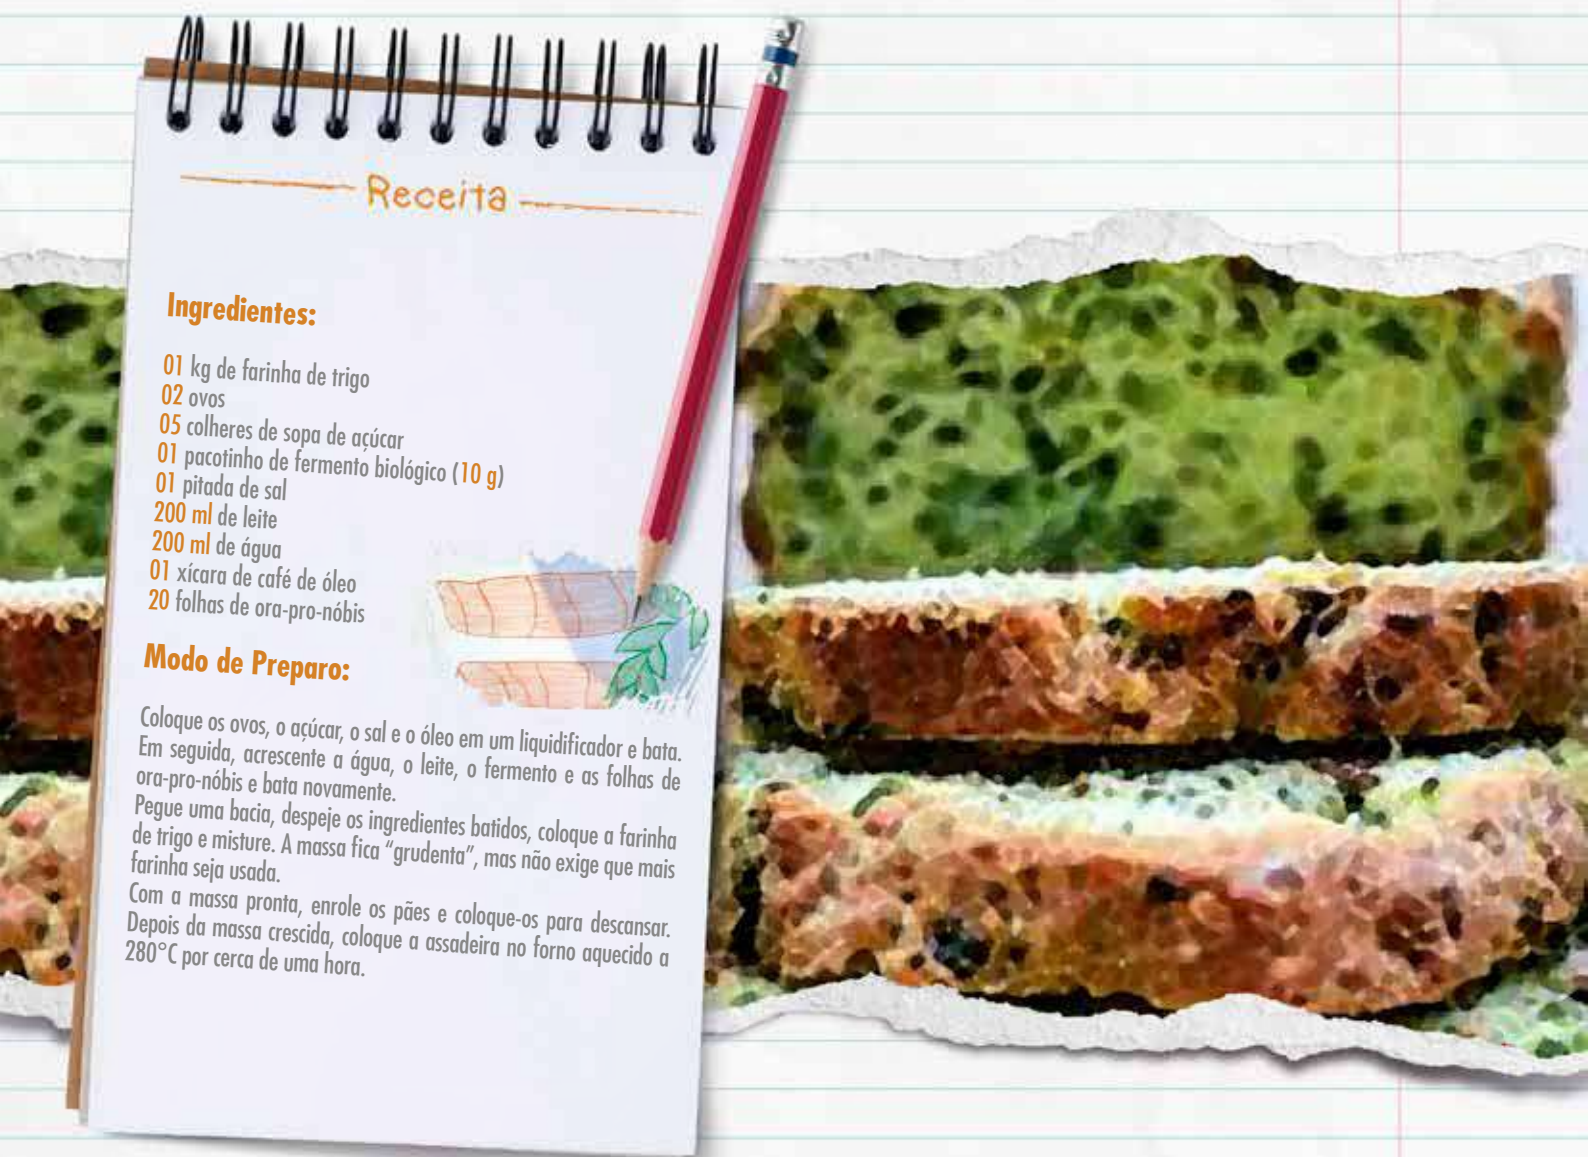 Receita
Ingredientes:
01 kg de farinha de trigo
02 ovos
05 colheres de sopa de açúcar
01 pacotinho de fermento biológico (10 g)
01 pitada de sal
200 ml de leite
200 ml de água
01 xícara de café de óleo
20 folhas de ora-pro-nóbis
Modo de Preparo:
Coloque os ovos, o açúcar, o sal e o óleo em um liquidificador e bata.
Em seguida, acrescente a água, o leite, o fermento e as folhas de
ora-pro-nóbis e bata novamente.
Pegue uma bacia, despeje os ingredientes batidos, coloque a farinha
de trigo e misture. A massa fica “grudenta”, mas não exige que mais
farinha seja usada.
Com a massa pronta, enrole os pães e coloque-os para descansar.
Depois da massa crescida, coloque a assadeira no forno aquecido a
280°C por cerca de uma hora.